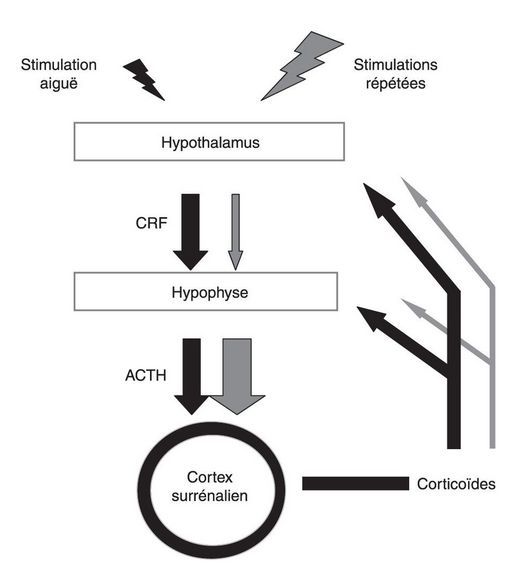 Stimulation
aiguë
Stimulations
répétées
Hypothalamus
CRF
Hypophyse
ACTH
Cortex
surrénalien
Corticoïdes